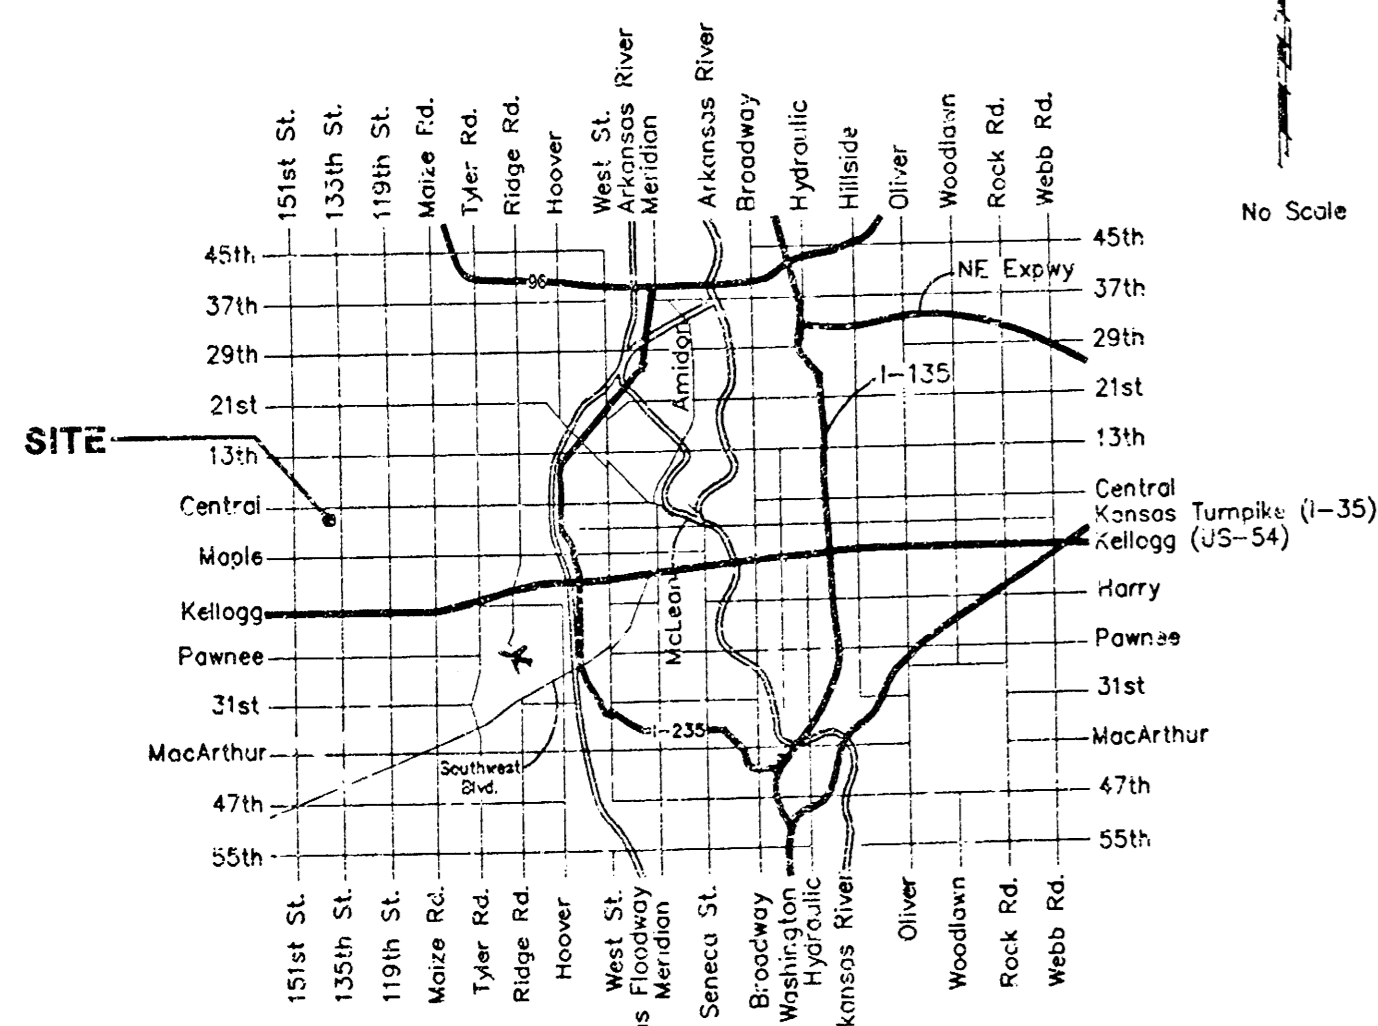 151st St.
133th St.
119th St.
Maize Rd.
Tyler Rd.
Ridge Rd.
Hoover
West St.
Arkansas River
Meridian
Arkansas River
Broadway
Hydraulic
Hillside
Oliver
Woodlawn
Rock Rd.
Webb Rd.
No Scale
45th
37th
29th
21st
13th
Central
Maple
Kellogg
Pawnee
31st
MacArthur
47th
55th
SITE
96
Amidon
McLean
NE Expwy
I-135
I-235
Southwest
Blvd.
45th
37th
29th
21st
13th
Central
Kansas Turnpike (I-35)
Kellogg (US-54)
Harry
Pawnee
31st
MacArthur
47th
55th
151st St.
135th St.
119th St.
Maize Rd.
Tyler Rd.
Ridge Rd.
Hoover
West St.
as Floodway
Meridian
Seneca St.
Broadway
Washington
Hydraulic
kansas River
Oliver
Woodlawn
Rock Rd.
Webb Rd.